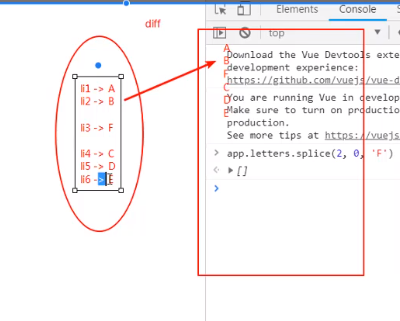 diff
li1 -> A
li2 -> B
li3 -> F
li4 -> C
li5 -> D
li6 -> E
Elements
Console
top
A
B
F
C
D
E
Download the Vue Devtools exte
development experience:
https://github.com/vuejs/vue-d
You are running Vue in develop
Make sure to turn on productio
production.
See more tips at https://vuejs
> app.letters.splice(2, 0, 'F')
[]